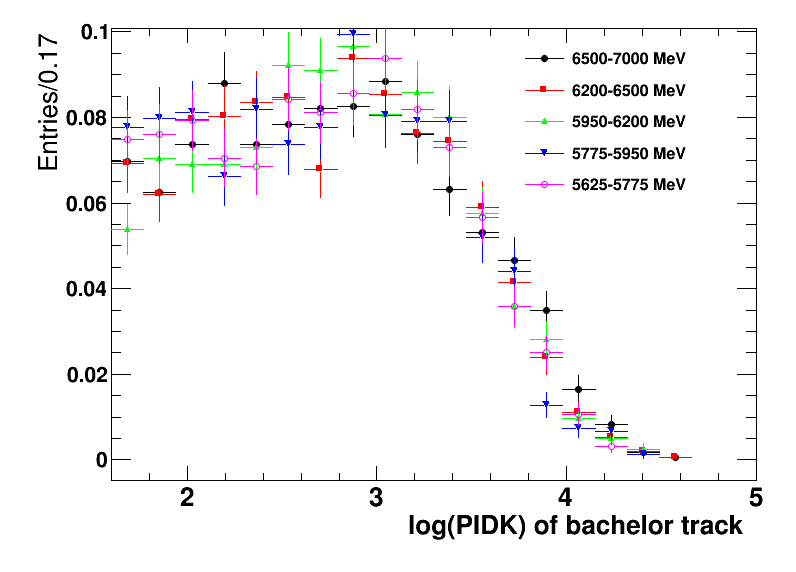 Entries/0.17
0.1
0.08
0.06
0.04
0.02
0
2
3
4
5
log(PIDK) of bachelor track
6500-7000 MeV
6200-6500 MeV
5950-6200 MeV
5775-5950 MeV
5625-5775 MeV